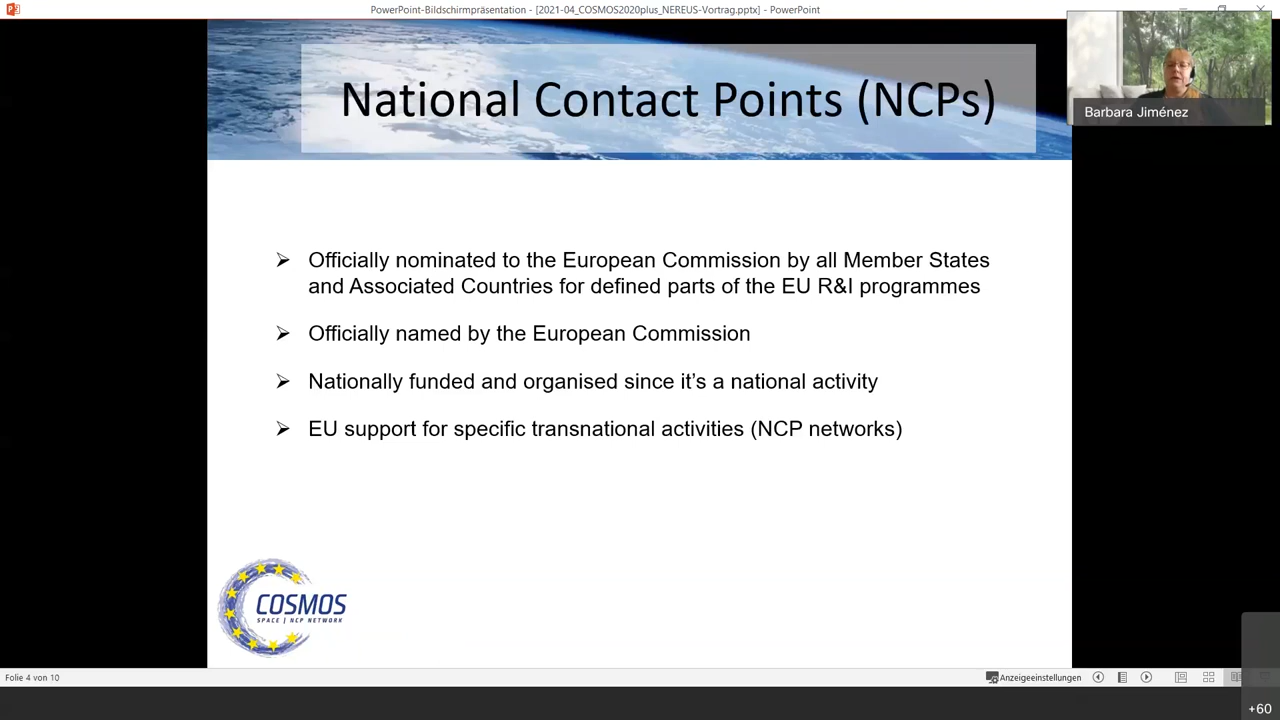 PowerPoint-Bildschirmpräsentation - [2021-04_COSMOS2020plus_NEREUS-Vortrag.pptx] - PowerPoint
National Contact Points (NCPs)
Barbara Jiménez
➢ Officially nominated to the European Commission by all Member States
and Associated Countries for defined parts of the EU R&I programmes
➢ Officially named by the European Commission
➢ Nationally funded and organised since it’s a national activity
➢ EU support for specific transnational activities (NCP networks)
COSMOS
SPACE | NCP NETWORK
Folie 4 von 10
Anzeigeeinstellungen
+60